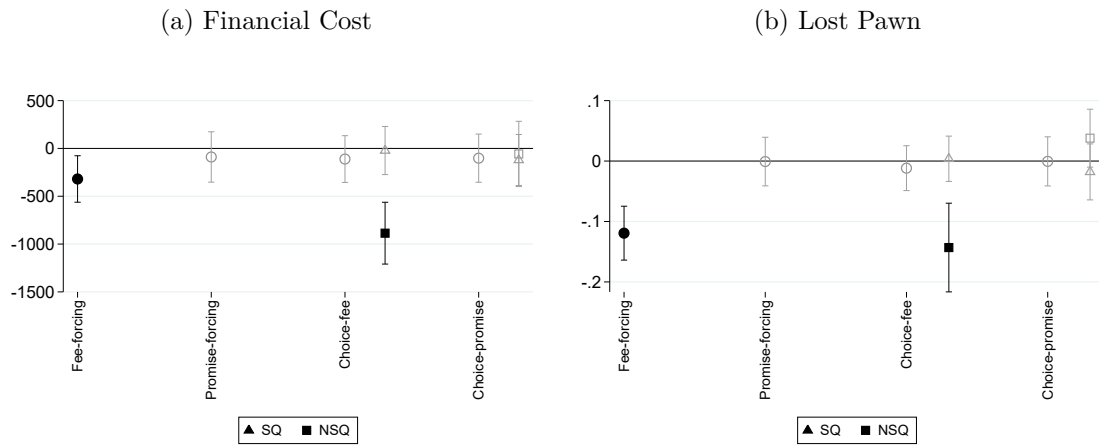 (a) Financial Cost
500
0
-500
-1000
-1500
Fee-forcing
Promise-forcing
Choice-fee
Choice-promise
SQ NSQ
(b) Lost Pawn
.1
0
-.1
-.2
Fee-forcing
Promise-forcing
Choice-fee
Choice-promise
SQ NSQ